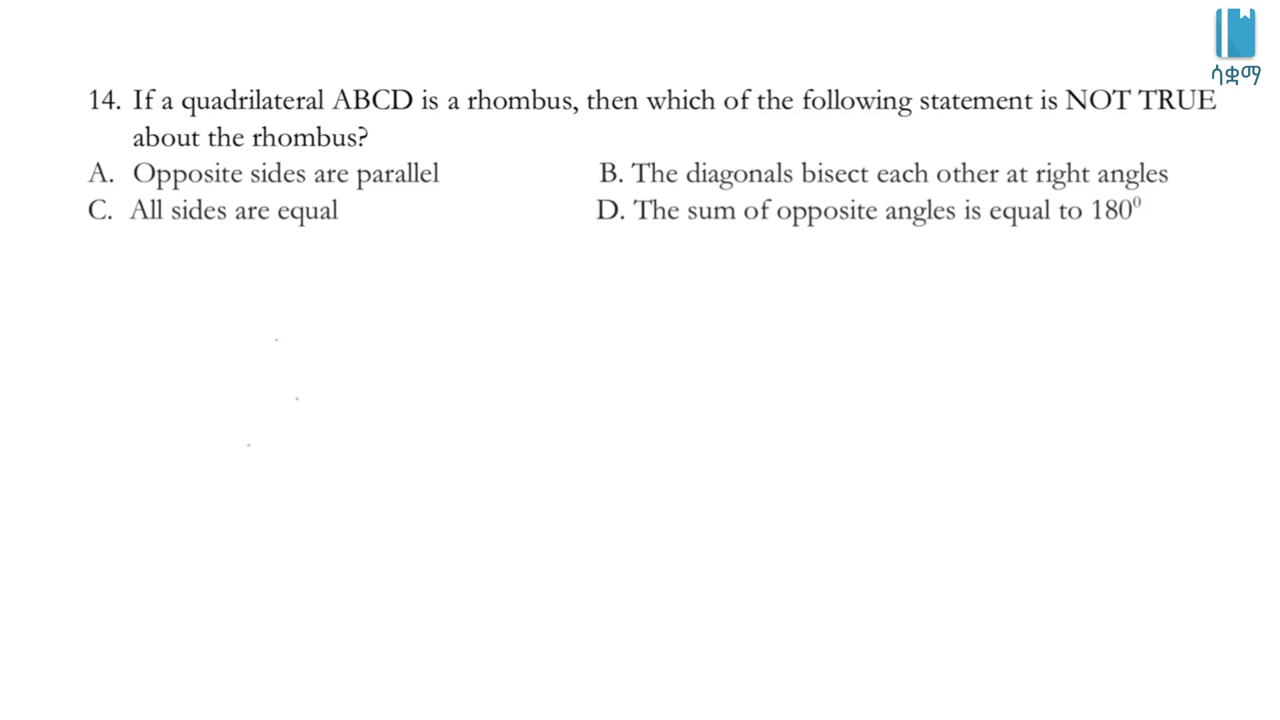 ሳቋማ
14. If a quadrilateral ABCD is a rhombus, then which of the following statement is NOT TRUE
about the rhombus?
A. Opposite sides are parallel B. The diagonals bisect each other at right angles
C. All sides are equal D. The sum of opposite angles is equal to 180⁰